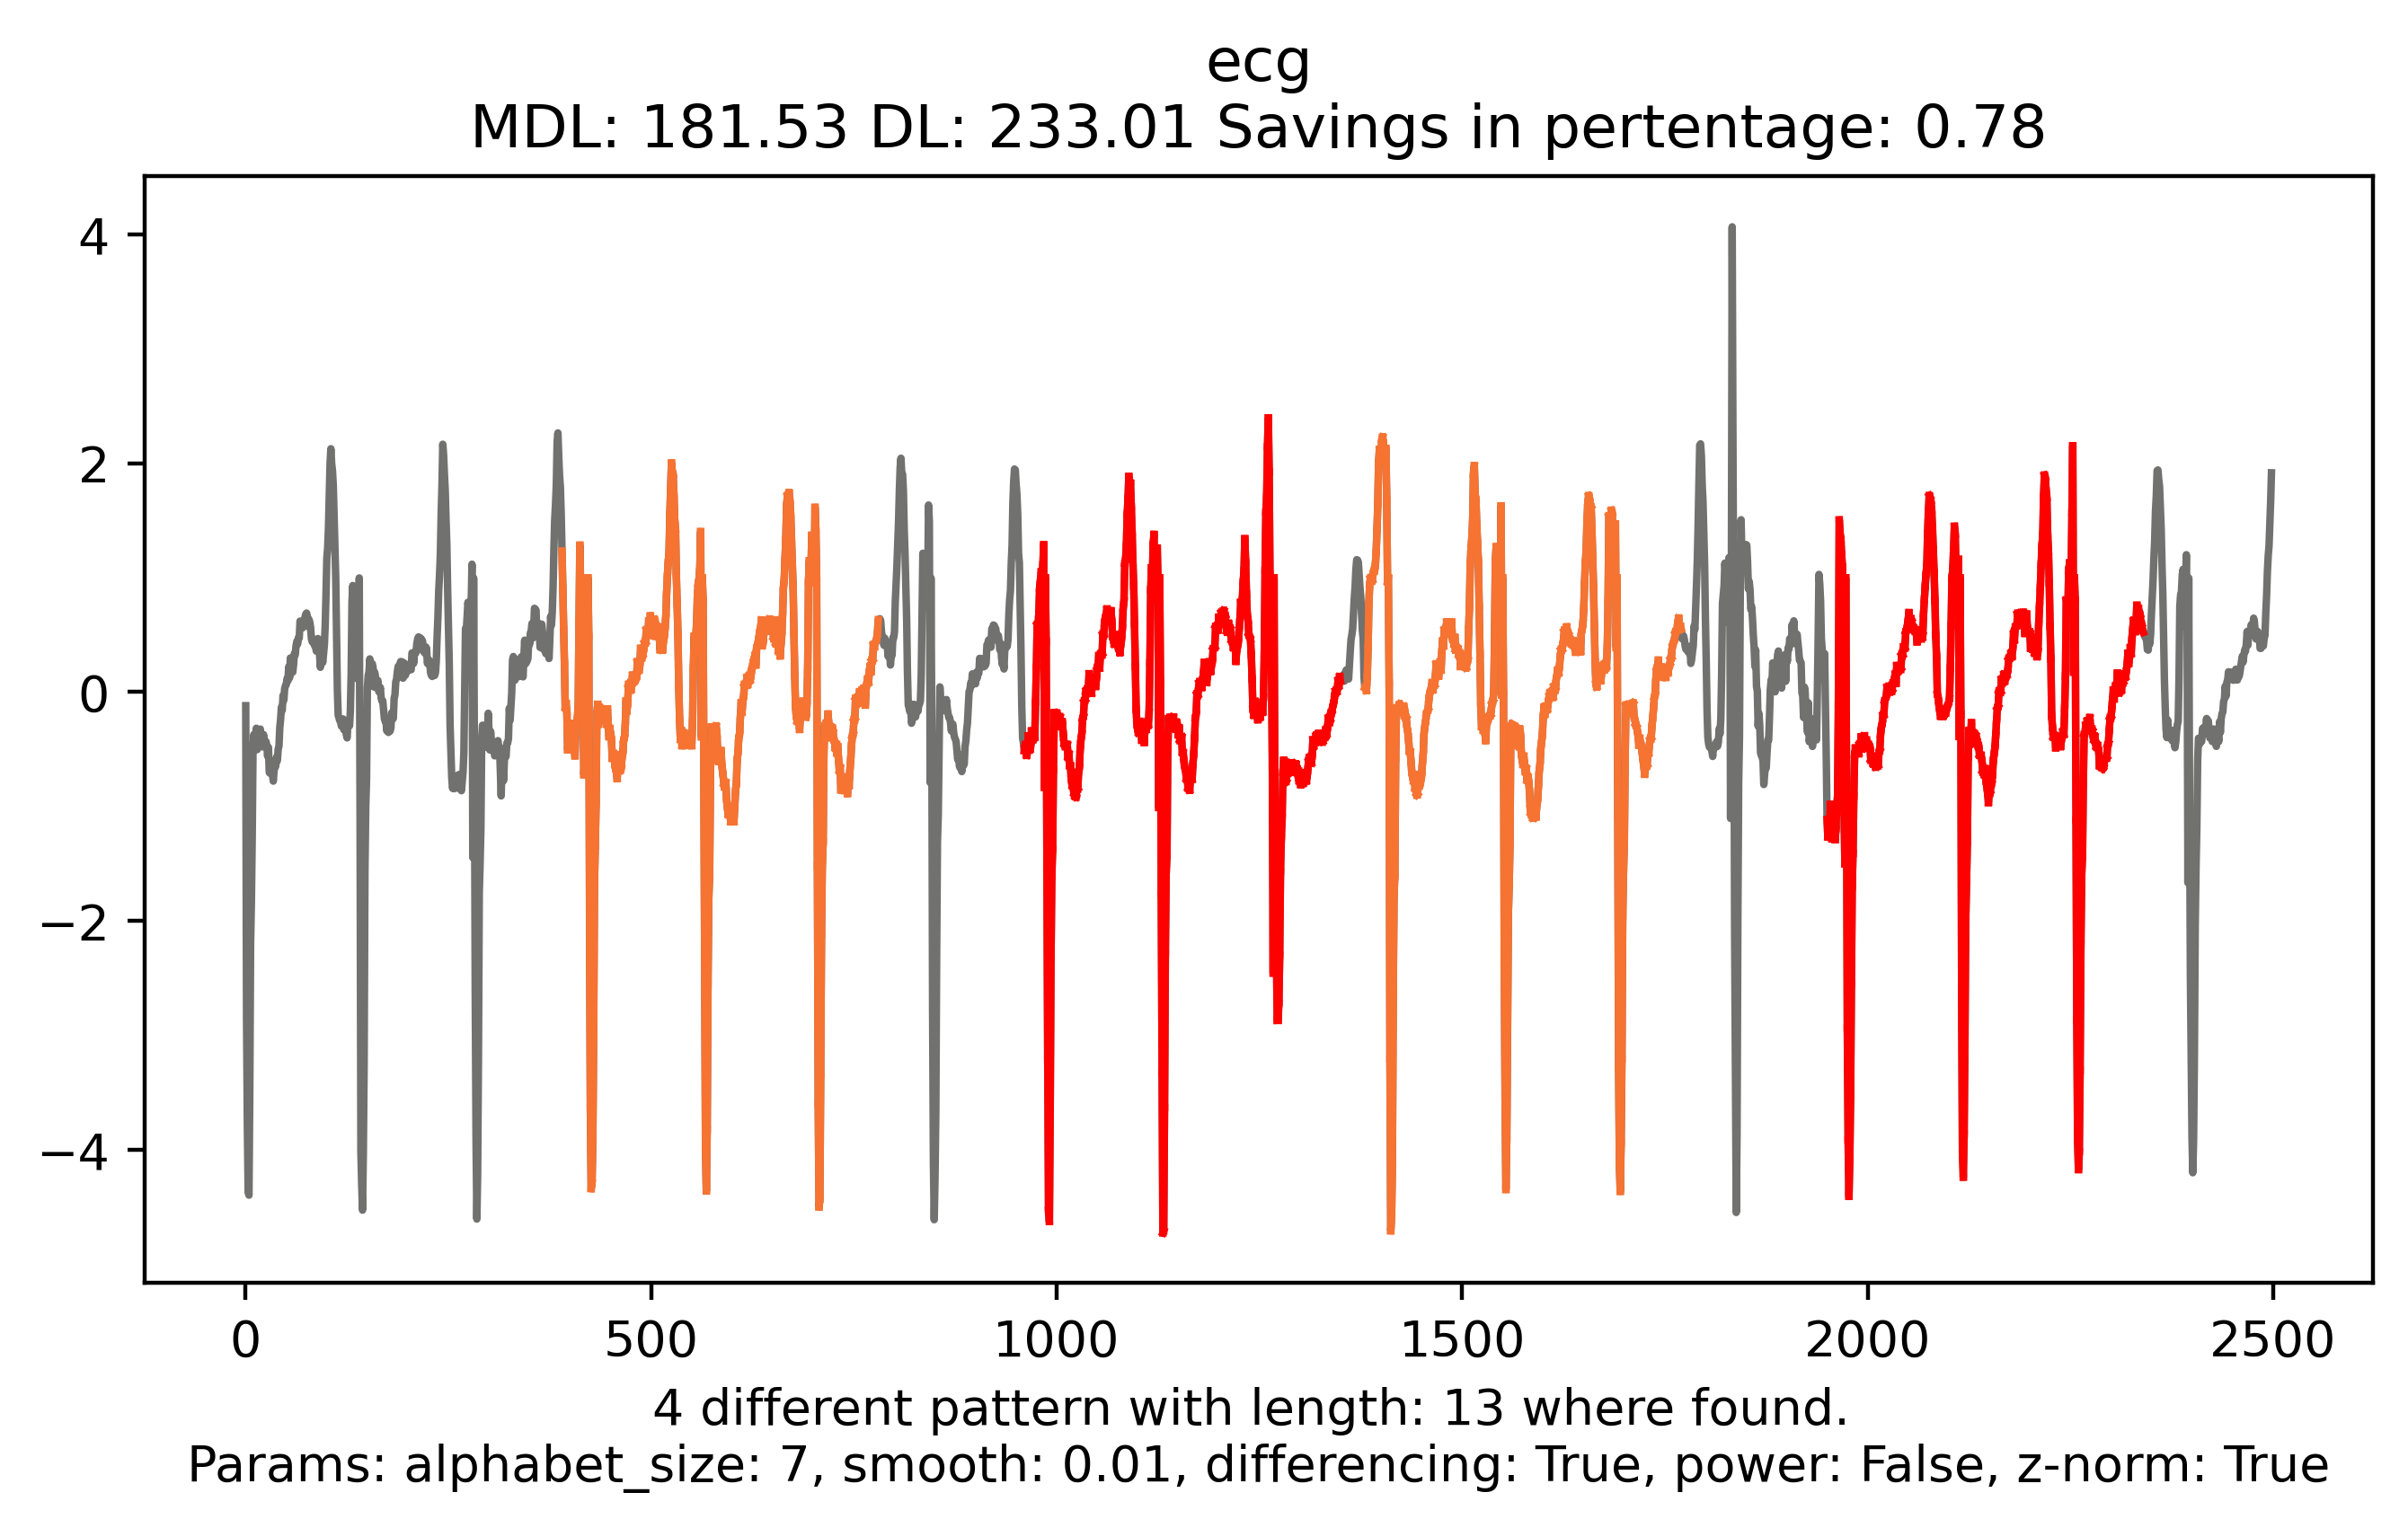 ecg
MDL: 181.53 DL: 233.01 Savings in pertentage: 0.78
4
2
0
−2
−4
0 500 1000 1500 2000 2500
4 different pattern with length: 13 where found.
Params: alphabet_size: 7, smooth: 0.01, differencing: True, power: False, z-norm: True